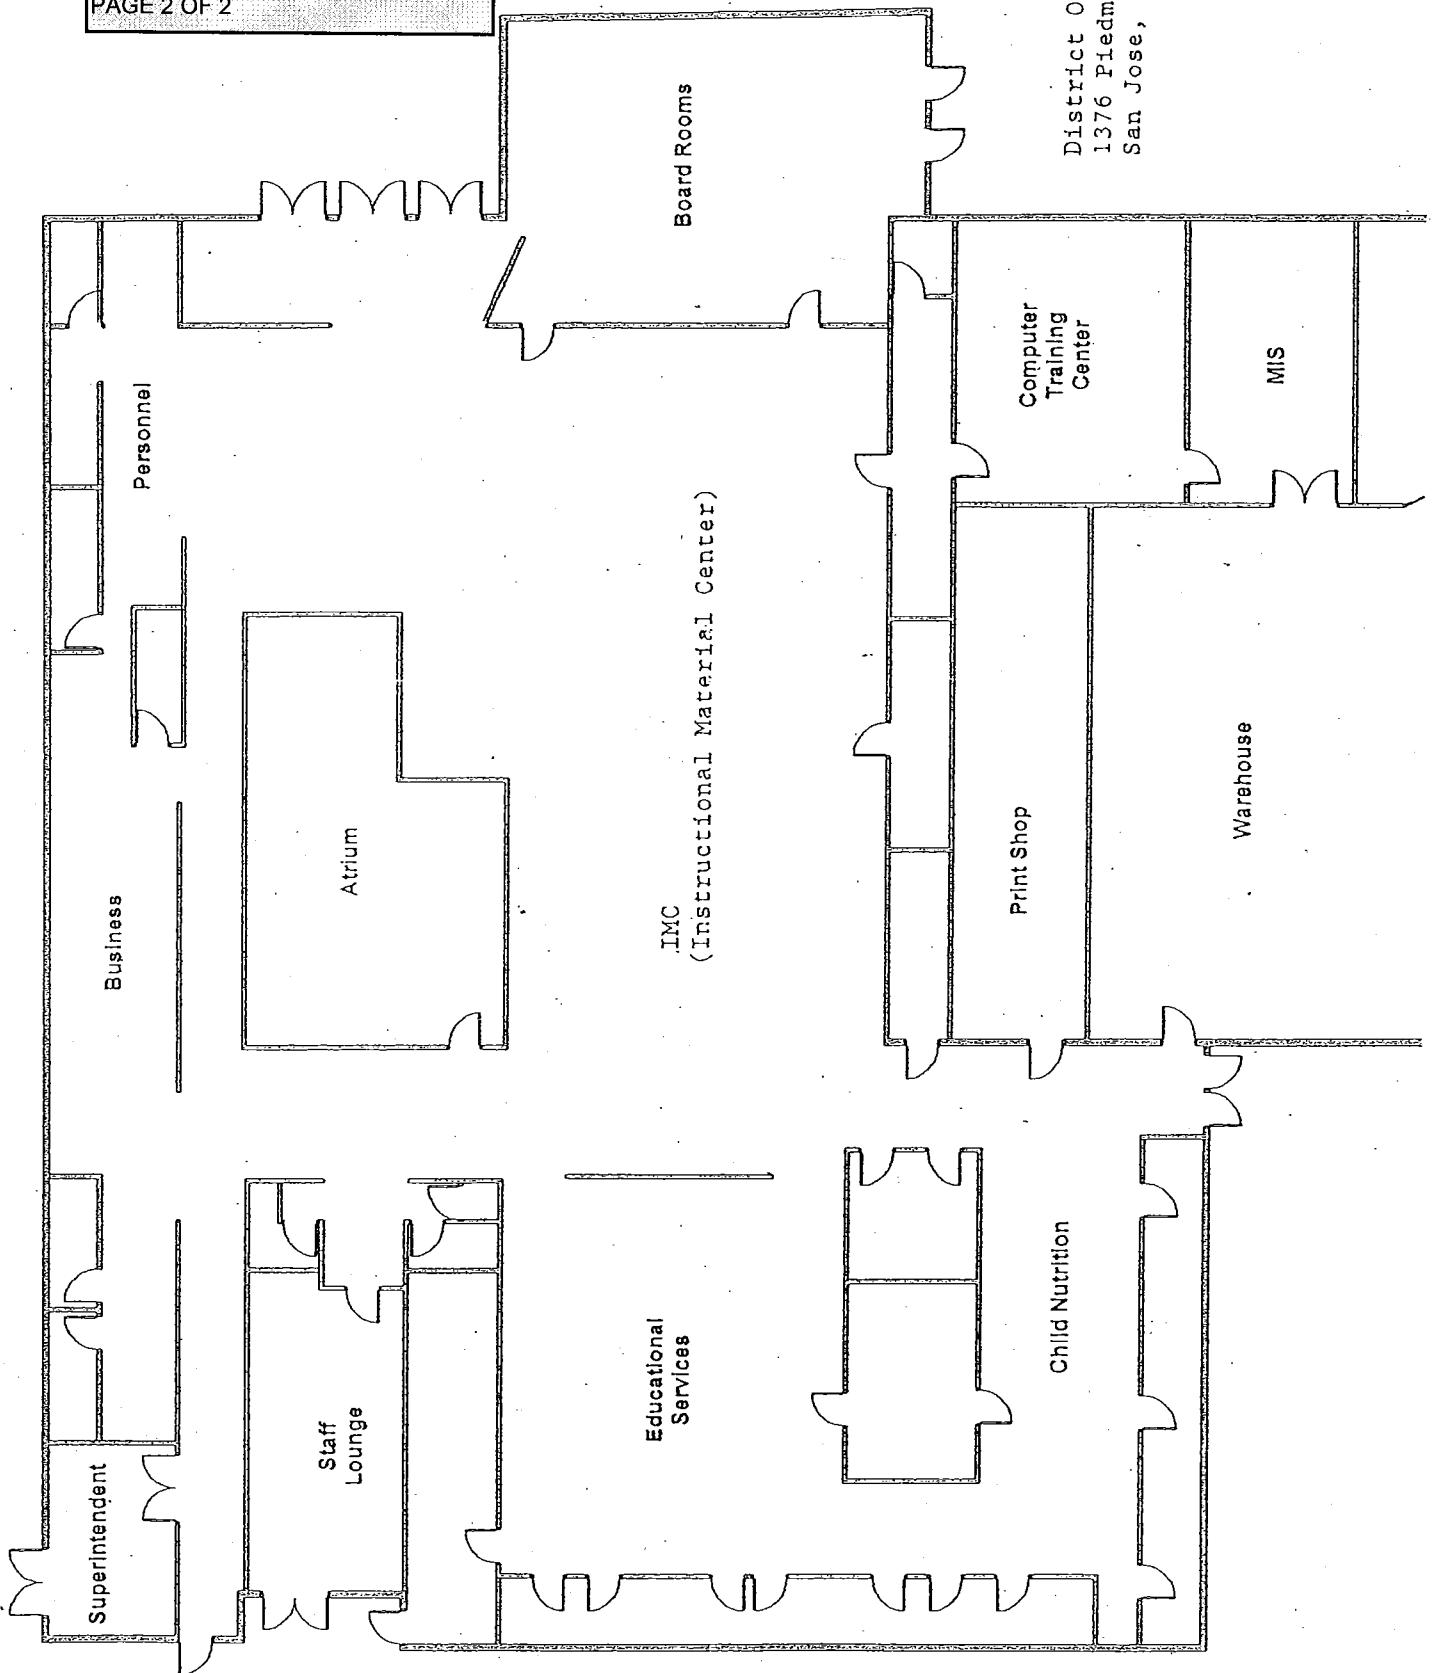 PAGE 2 OF 2
District O
1376 Piedm
San Jose,
Board Rooms
Personnel
Computer
Training
Center
MIS
IMC
(Instructional Material Center)
Atrium
Business
Print Shop
Warehouse
Superintendent
Staff
Lounge
Educational
Services
Child Nutrition